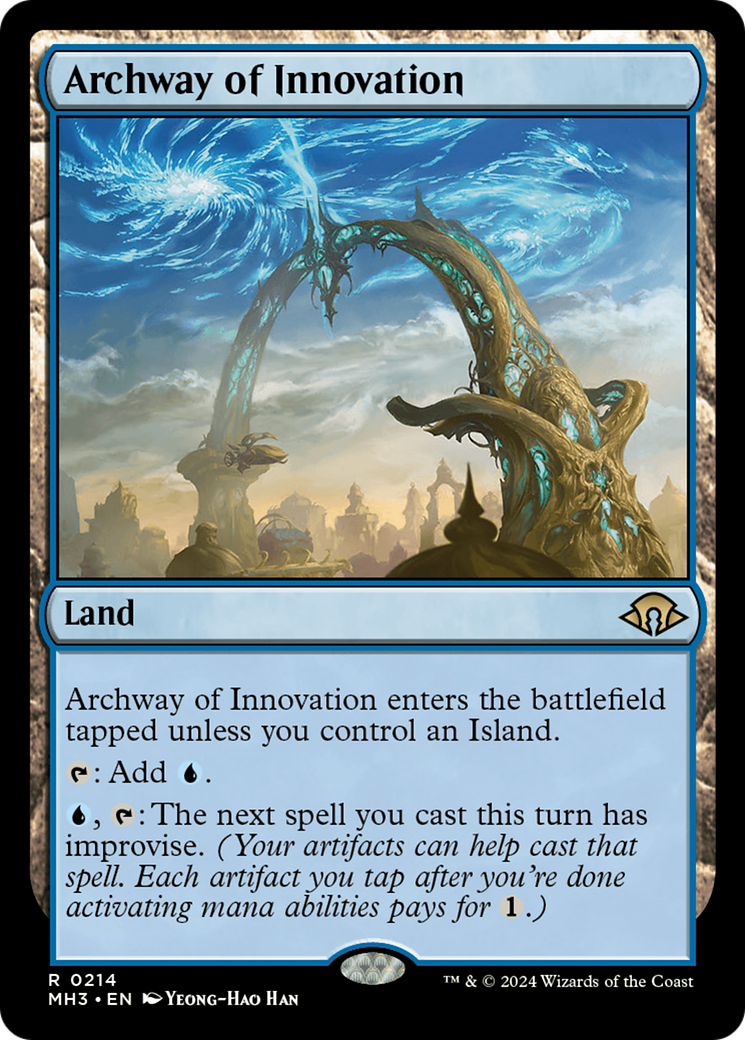 Archway of Innovation
Land
Archway of Innovation enters the battlefield
tapped unless you control an Island.
: Add .
, : The next spell you cast this turn has
improvise. (Your artifacts can help cast that
spell. Each artifact you tap after you're done
activating mana abilities pays for 1.)
R 0214
MH3 • EN Yeong-Hao Han
™ & © 2024 Wizards of the Coast